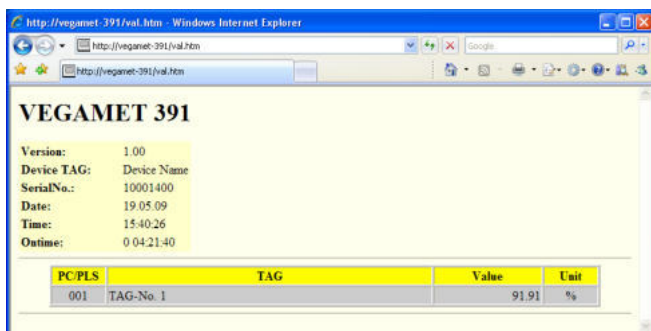 http://vegamet-391/val.htm - Windows Internet Explorer
http://vegamet-391/val.htm
Google
http://vegamet-391/val.htm
VEGAMET 391
Version: 1.00
Device TAG: Device Name
SerialNo.: 10001400
Date: 19.05.09
Time: 15:40:26
Ontime: 0 04:21:40
PC/PLS TAG Value Unit
001 TAG-No. 1 91.91 %